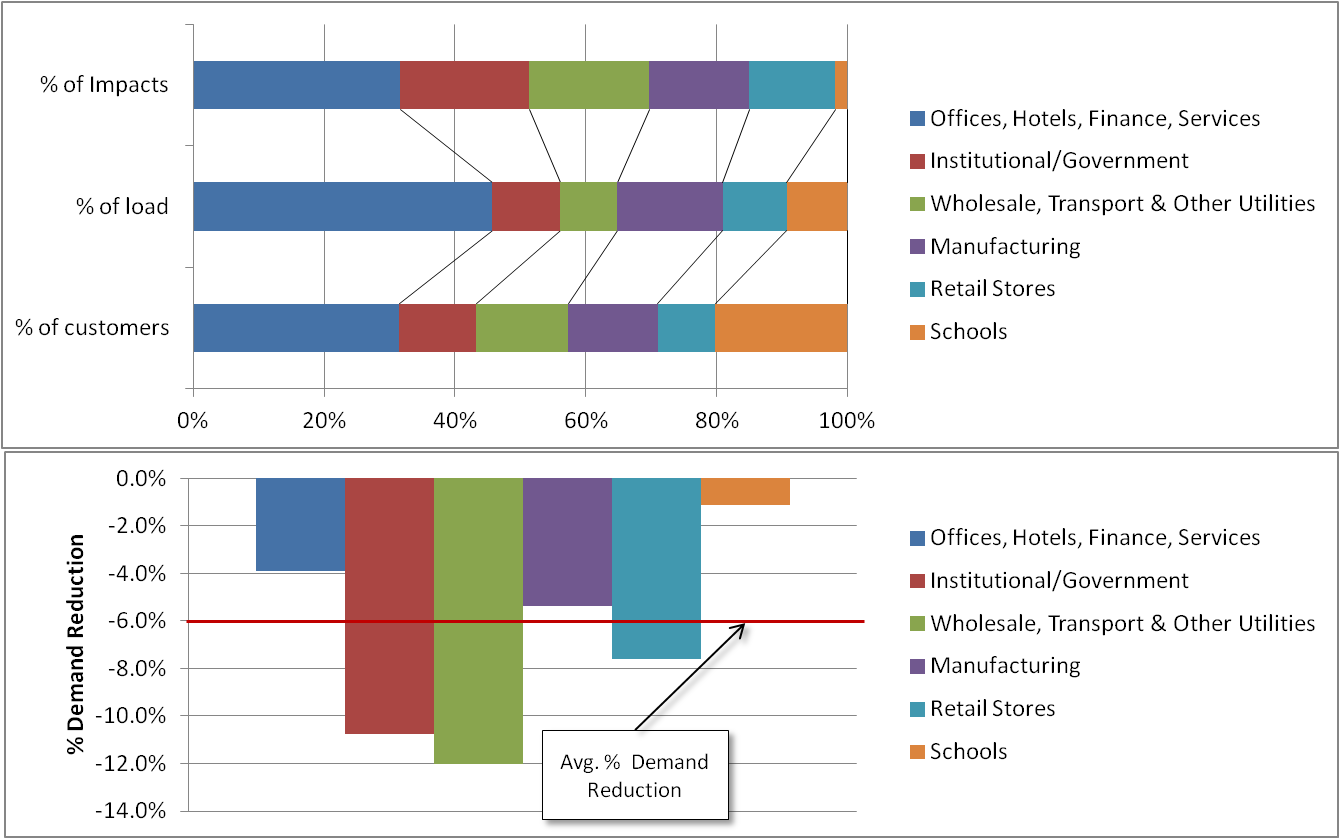 % of Impacts
% of load
% of customers
0%
20%
40%
60%
80%
100%
Offices, Hotels, Finance, Services
Institutional/Government
Wholesale, Transport & Other Utilities
Manufacturing
Retail Stores
Schools
% Demand Reduction
0.0%
-2.0%
-4.0%
-6.0%
-8.0%
-10.0%
-12.0%
-14.0%
Avg. % Demand
Reduction
Offices, Hotels, Finance, Services
Institutional/Government
Wholesale, Transport & Other Utilities
Manufacturing
Retail Stores
Schools